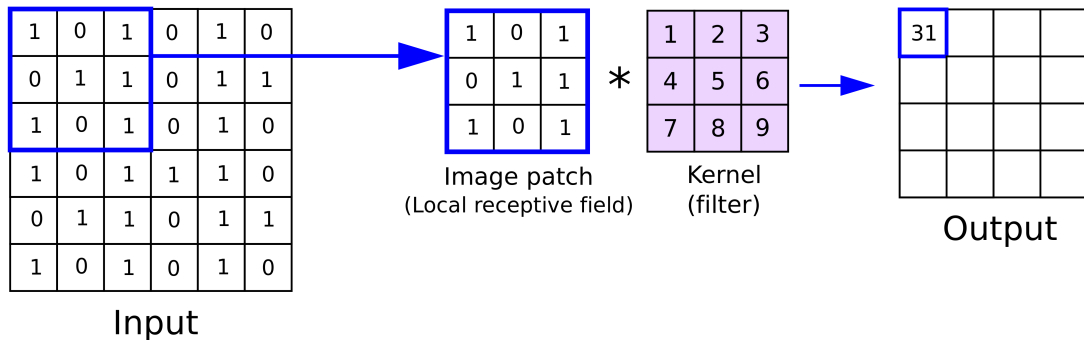 1 0 1 0 1 0
0 1 1 0 1 1
1 0 1 0 1 0
1 0 1 1 1 0
0 1 1 0 1 1
1 0 1 0 1 0
Input
1 0 1
0 1 1
1 0 1
Image patch
(Local receptive field)
*
1 2 3
4 5 6
7 8 9
Kernel
(filter)
31
Output